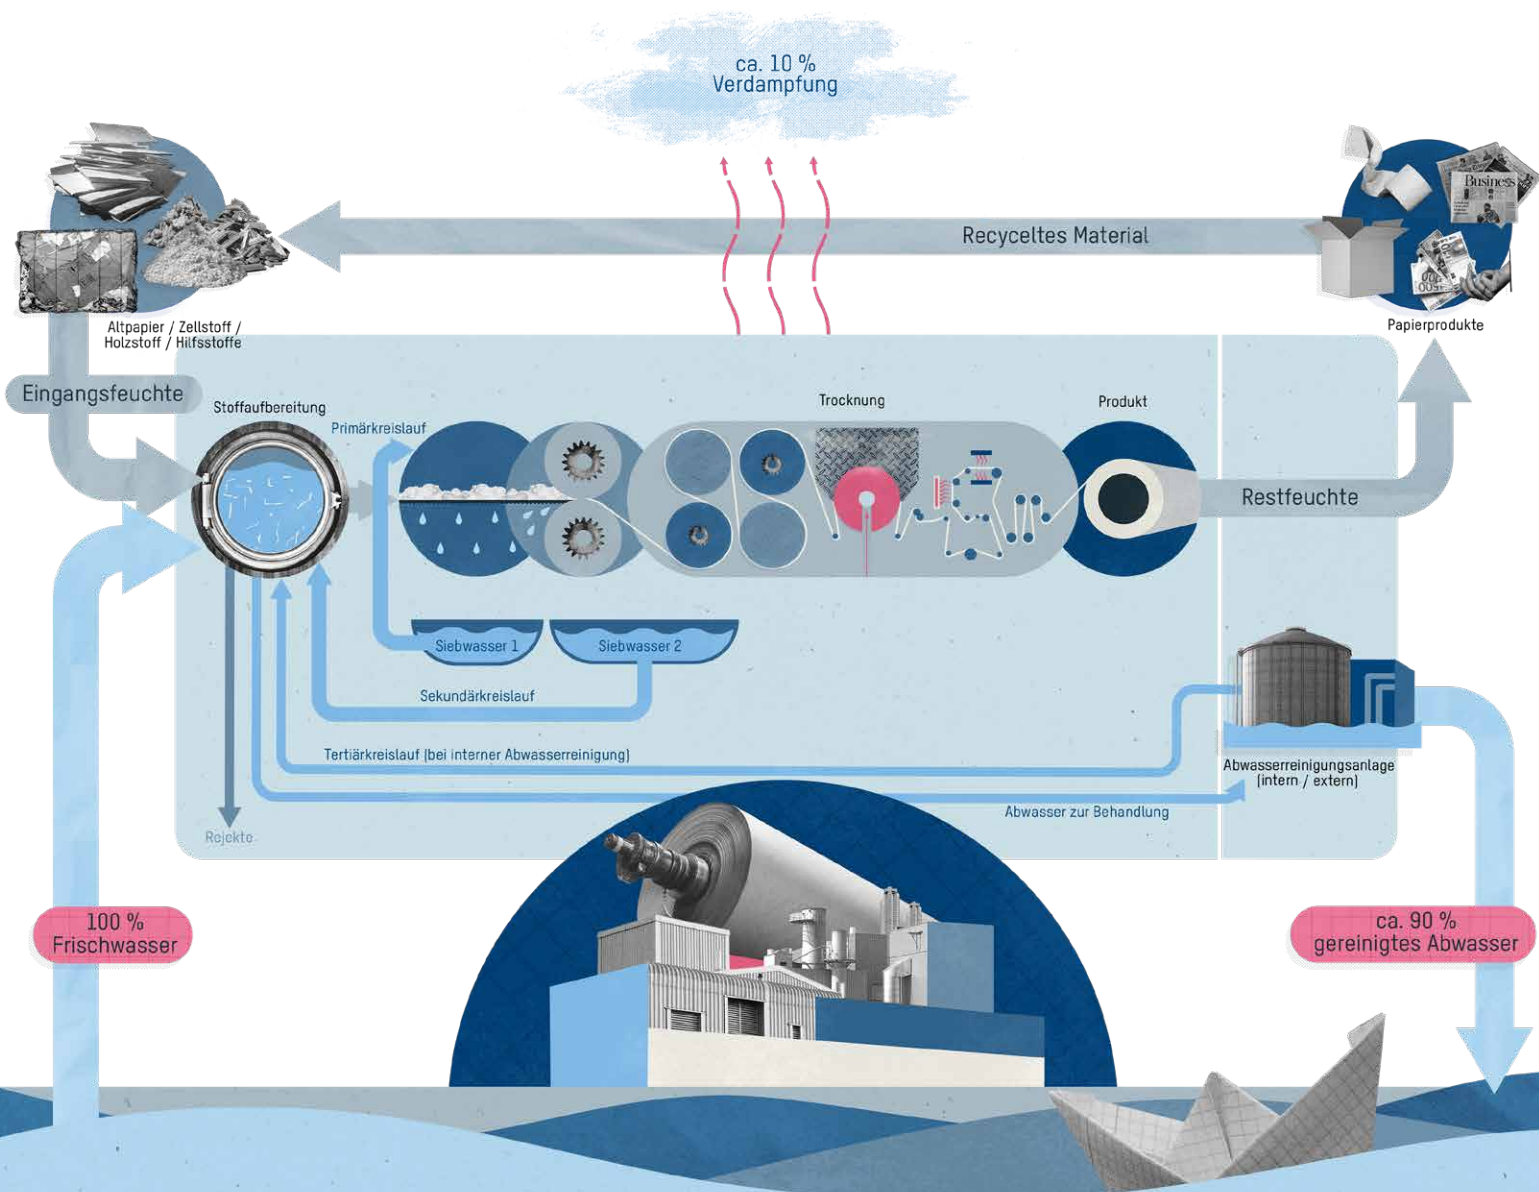 ca. 10 %
Verdampfung
Recyceltes Material
Business
Altpapier / Zellstoff /
Holzstoff / Hilfsstoffe
Papierprodukte
Eingangsfeuchte
Stoffaufbereitung
Primärkreislauf
Trocknung
Produkt
Restfeuchte
Siebwasser 1
Siebwasser 2
Sekundärkreislauf
Tertiärkreislauf (bei interner Abwasserreinigung)
Abwasserreinigungsanlage
(intern / extern)
Abwasser zur Behandlung
Rejekte
100 %
Frischwasser
ca. 90 %
gereinigtes Abwasser